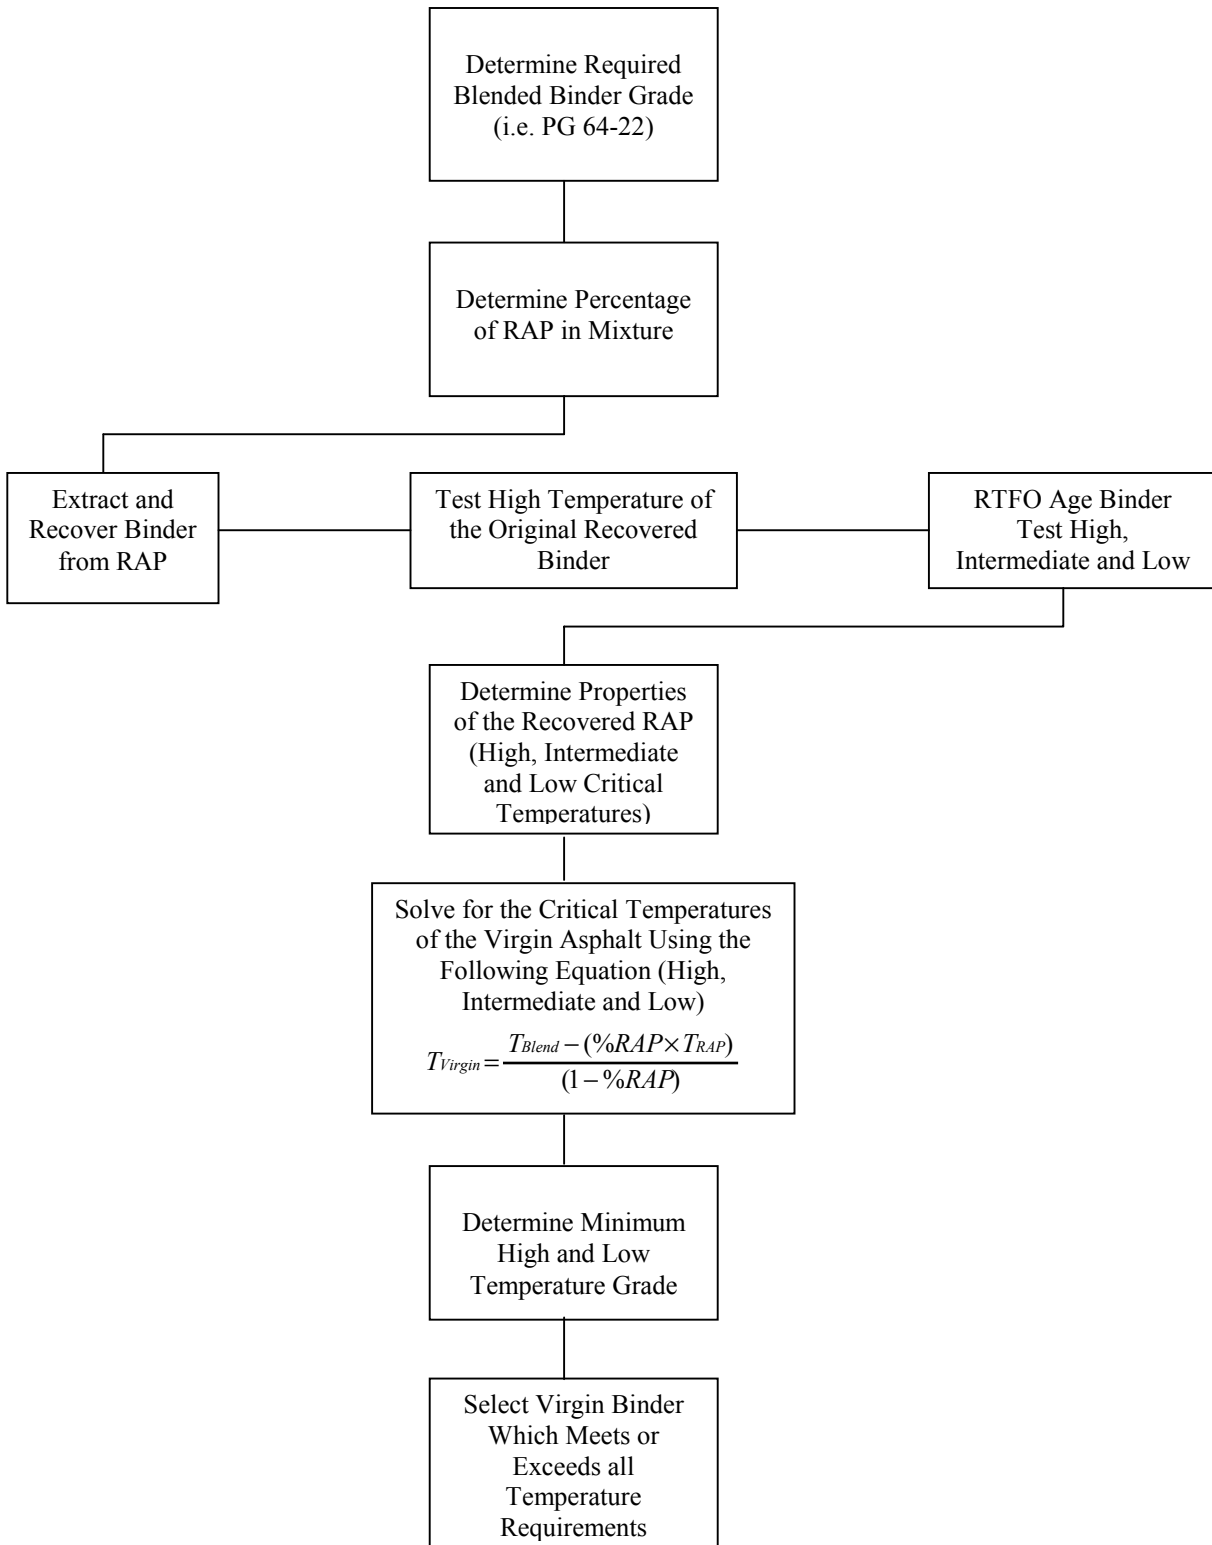 Determine Required
Blended Binder Grade
(i.e. PG 64-22)
Determine Percentage
of RAP in Mixture
Extract and
Recover Binder
from RAP
Test High Temperature of
the Original Recovered
Binder
RTFO Age Binder
Test High,
Intermediate and Low
Determine Properties
of the Recovered RAP
(High, Intermediate
and Low Critical
Temperatures)
Solve for the Critical Temperatures
of the Virgin Asphalt Using the
Following Equation (High,
Intermediate and Low)
T_Virgin = T_Blend − (%RAP × T_RAP) / (1 − %RAP)
Determine Minimum
High and Low
Temperature Grade
Select Virgin Binder
Which Meets or
Exceeds all
Temperature
Requirements